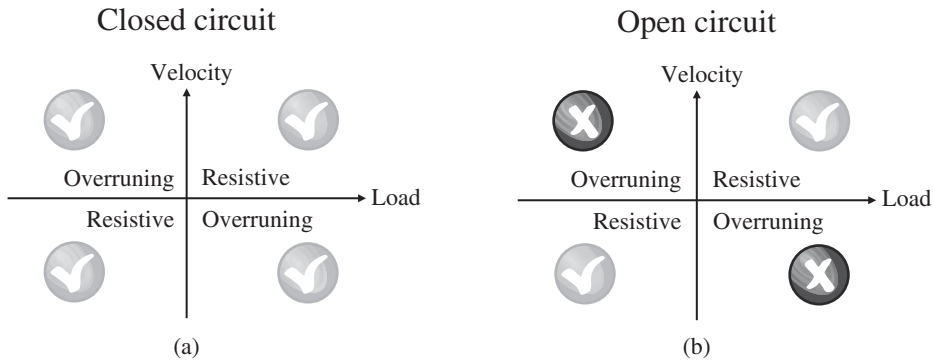 Closed circuit
Velocity
Overruning
Resistive
Load
Resistive
Overruning
(a)
Open circuit
Velocity
Overruning
Resistive
Load
Resistive
Overruning
(b)